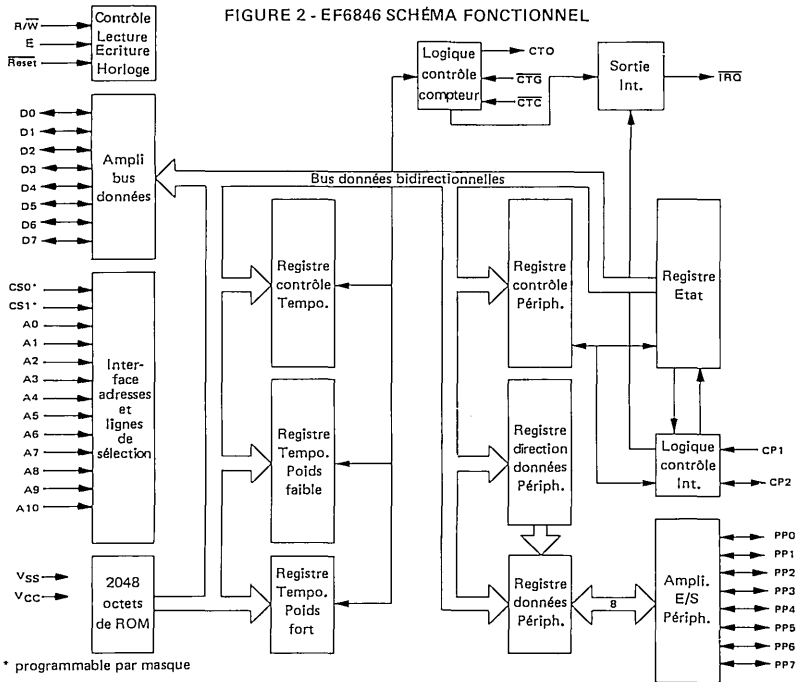 FIGURE 2 - EF6846 SCHÉMA FONCTIONNEL
R/W̅
E
R̅e̅s̅e̅t̅
Contrôle
Lecture
Ecriture
Horloge
Logique
contrôle
compteur
CTO
C̅T̅G̅
C̅T̅C̅
Sortie
Int.
I̅R̅Q̅
D0
D1
D2
D3
D4
D5
D6
D7
Ampli
bus
données
Bus données bidirectionnelles
CS0*
CS1*
A0
A1
A2
A3
A4
A5
A6
A7
A8
A9
A10
Inter-
face
adresses
et
lignes
de
sélection
Registre
contrôle
Tempo.
Registre
Tempo.
Poids
faible
Registre
Tempo.
Poids
fort
Registre
contrôle
Périph.
Registre
direction
données
Périph.
Registre
données
Périph.
Registre
Etat
Logique
contrôle
Int.
CP1
CP2
8
Ampli.
E/S
Périph.
PP0
PP1
PP2
PP3
PP4
PP5
PP6
PP7
VSS
VCC
2048
octets
de ROM
* programmable par masque